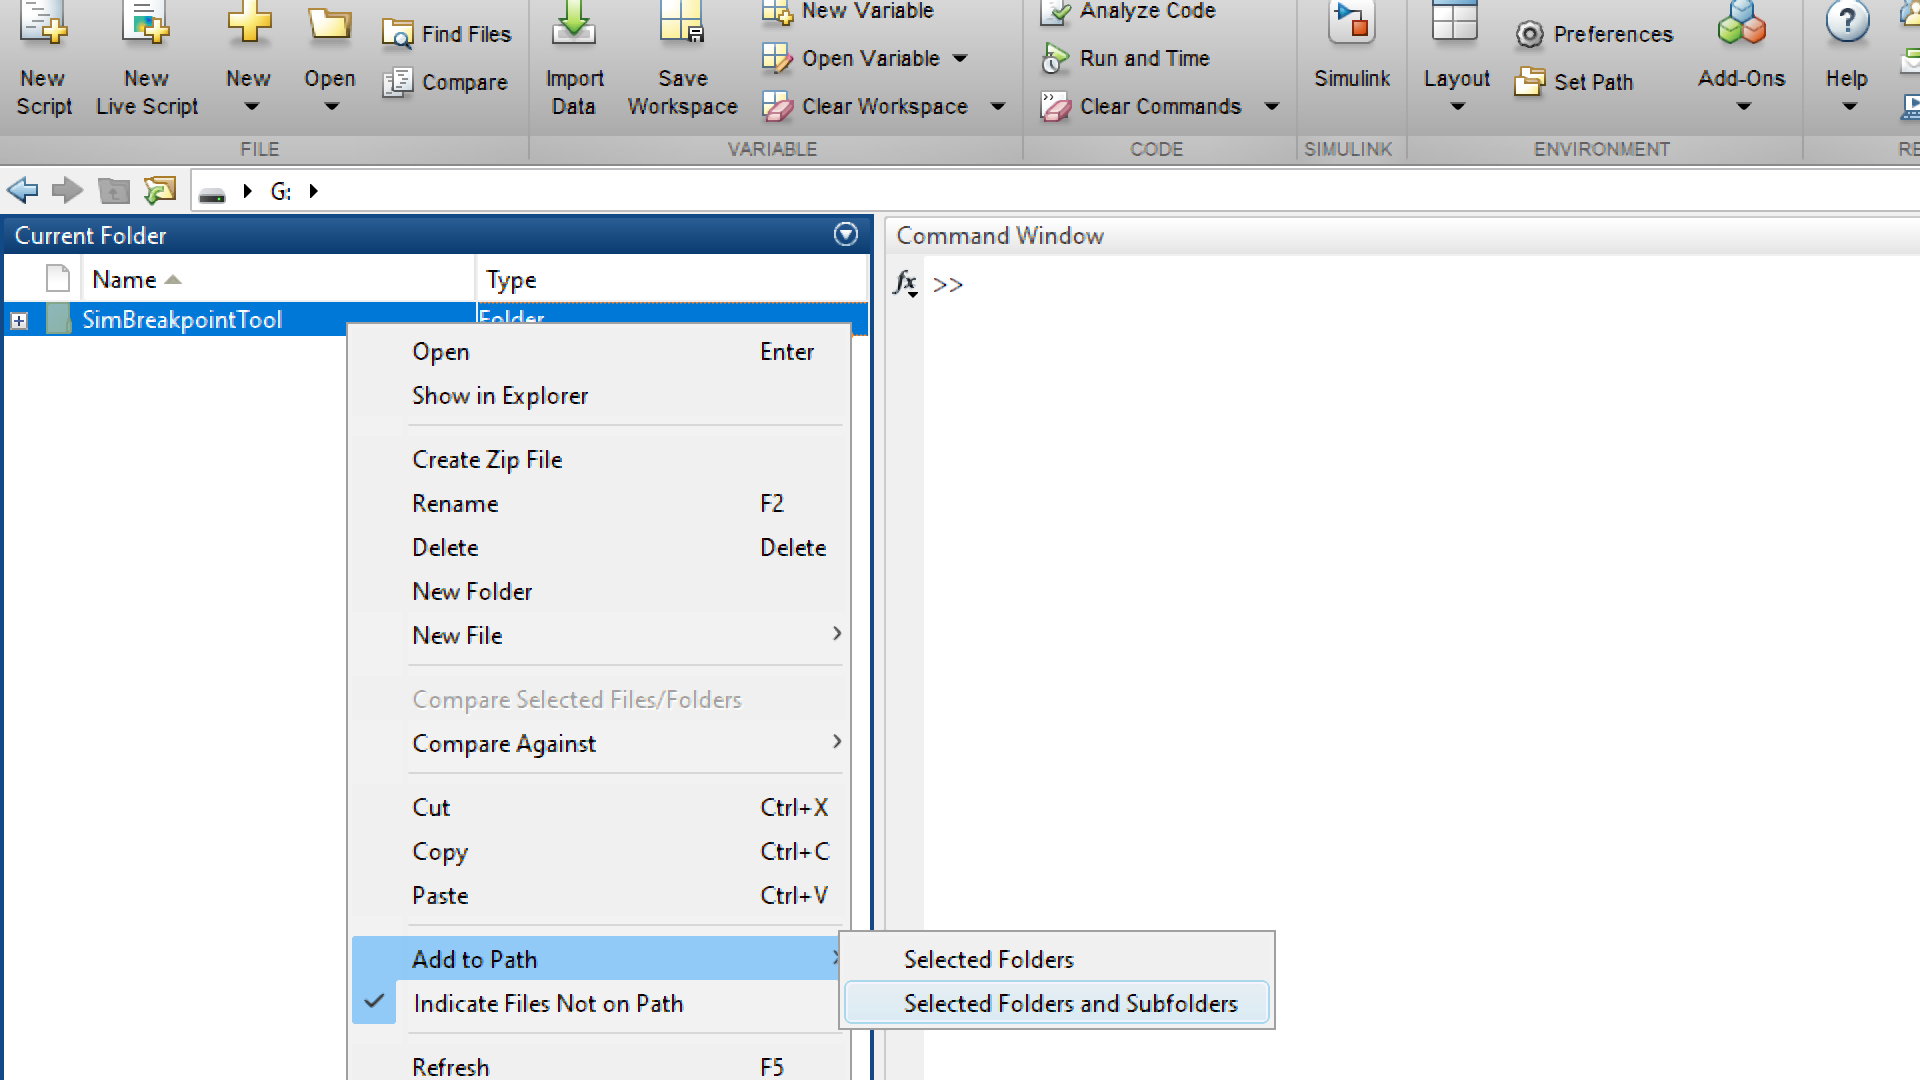 New Script
New Live Script
New
Open
Find Files
Compare
Import Data
Save Workspace
New Variable
Open Variable
Clear Workspace
Analyze Code
Run and Time
Clear Commands
Simulink
Layout
Preferences
Set Path
Add-Ons
Help
FILE
VARIABLE
CODE
SIMULINK
ENVIRONMENT
RE
G:
Current Folder
Command Window
Name
Type
fx >>
SimBreakpointTool
Folder
Open Enter
Show in Explorer
Create Zip File
Rename F2
Delete Delete
New Folder
New File
Compare Selected Files/Folders
Compare Against
Cut Ctrl+X
Copy Ctrl+C
Paste Ctrl+V
Add to Path
Selected Folders
Indicate Files Not on Path
Selected Folders and Subfolders
Refresh F5